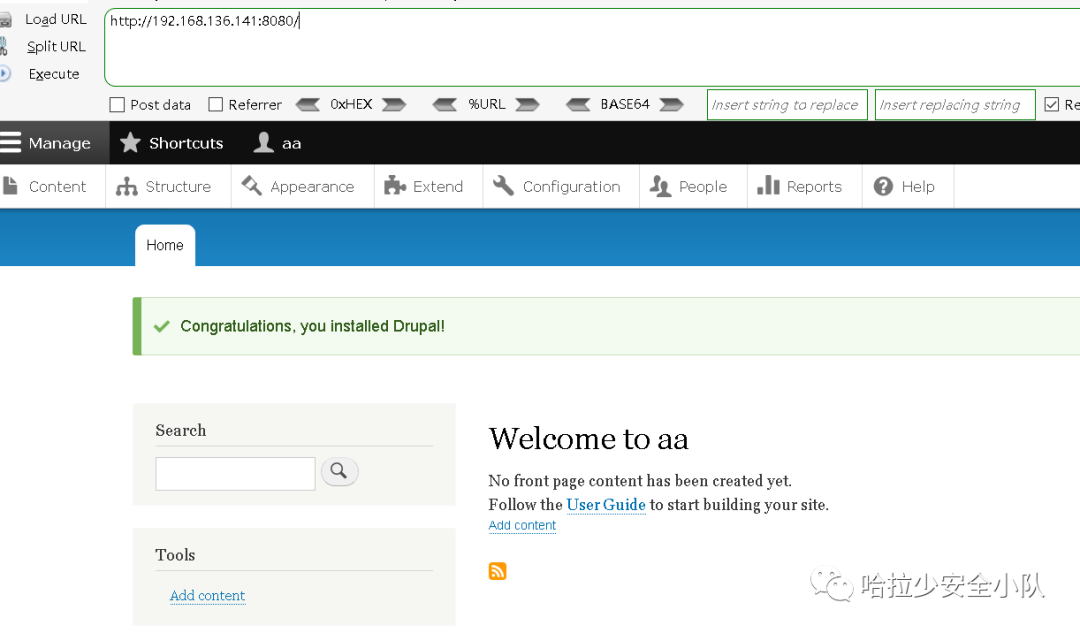 Load URL
http://192.168.136.141:8080/
Split URL
Execute
Post data Referrer 0xHEX %URL BASE64 Insert string to replace Insert replacing string Re
Manage Shortcuts aa
Content Structure Appearance Extend Configuration People Reports Help
Home
Congratulations, you installed Drupal!
Search
Welcome to aa
No front page content has been created yet.
Follow the User Guide to start building your site.
Add content
Tools
Add content
哈拉少安全小队